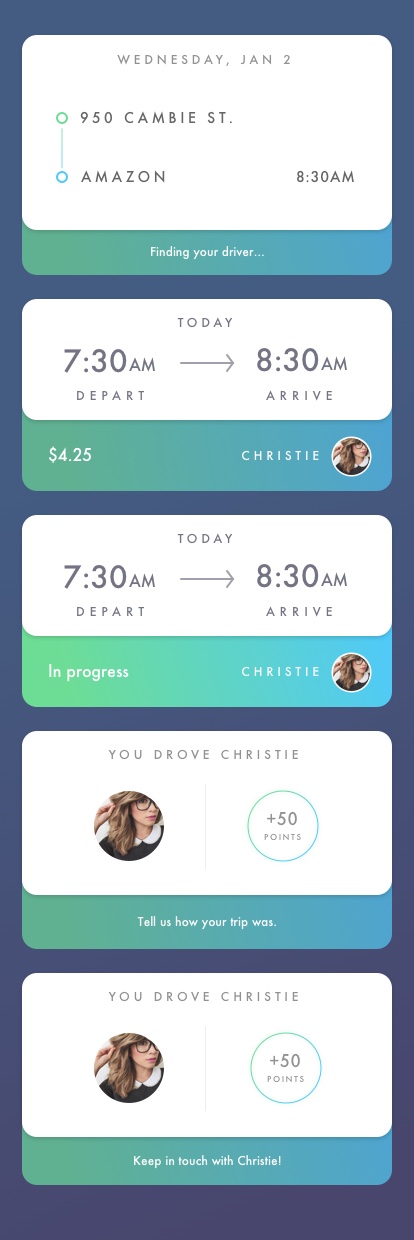 WEDNESDAY, JAN 2
950 CAMBIE ST.
AMAZON 8:30AM
Finding your driver...
TODAY
7:30AM 8:30AM
DEPART ARRIVE
$4.25 CHRISTIE
TODAY
7:30AM 8:30AM
DEPART ARRIVE
In progress CHRISTIE
YOU DROVE CHRISTIE
+50
POINTS
Tell us how your trip was.
YOU DROVE CHRISTIE
+50
POINTS
Keep in touch with Christie!